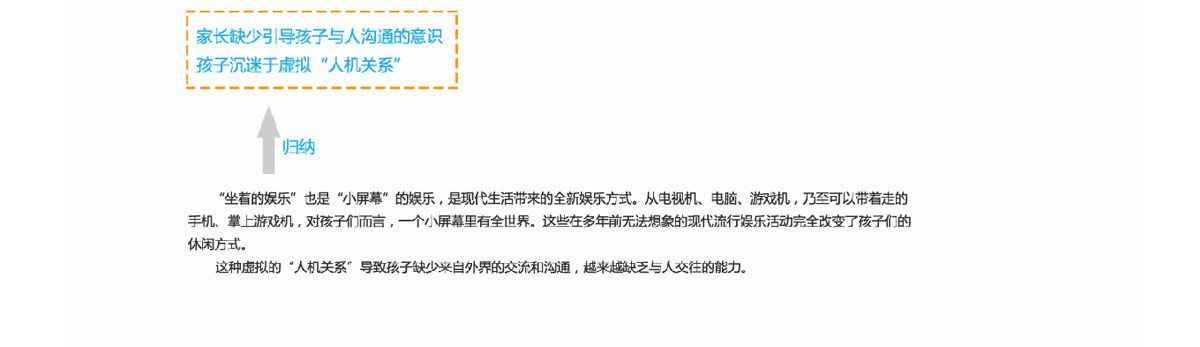 家长缺少引导孩子与人沟通的意识
孩子沉迷于虚拟“人机关系”
归纳
“坐着的娱乐”也是“小屏幕”的娱乐，是现代生活带来的全新娱乐方式。从电视机、电脑、游戏机，乃至可以带着走的
手机、掌上游戏机，对孩子们而言，一个小屏幕里有全世界。这些在多年前无法想象的现代流行娱乐活动完全改变了孩子们的
休闲方式。
这种虚拟的“人机关系”导致孩子缺少来自外界的交流和沟通，越来越缺乏与人交往的能力。